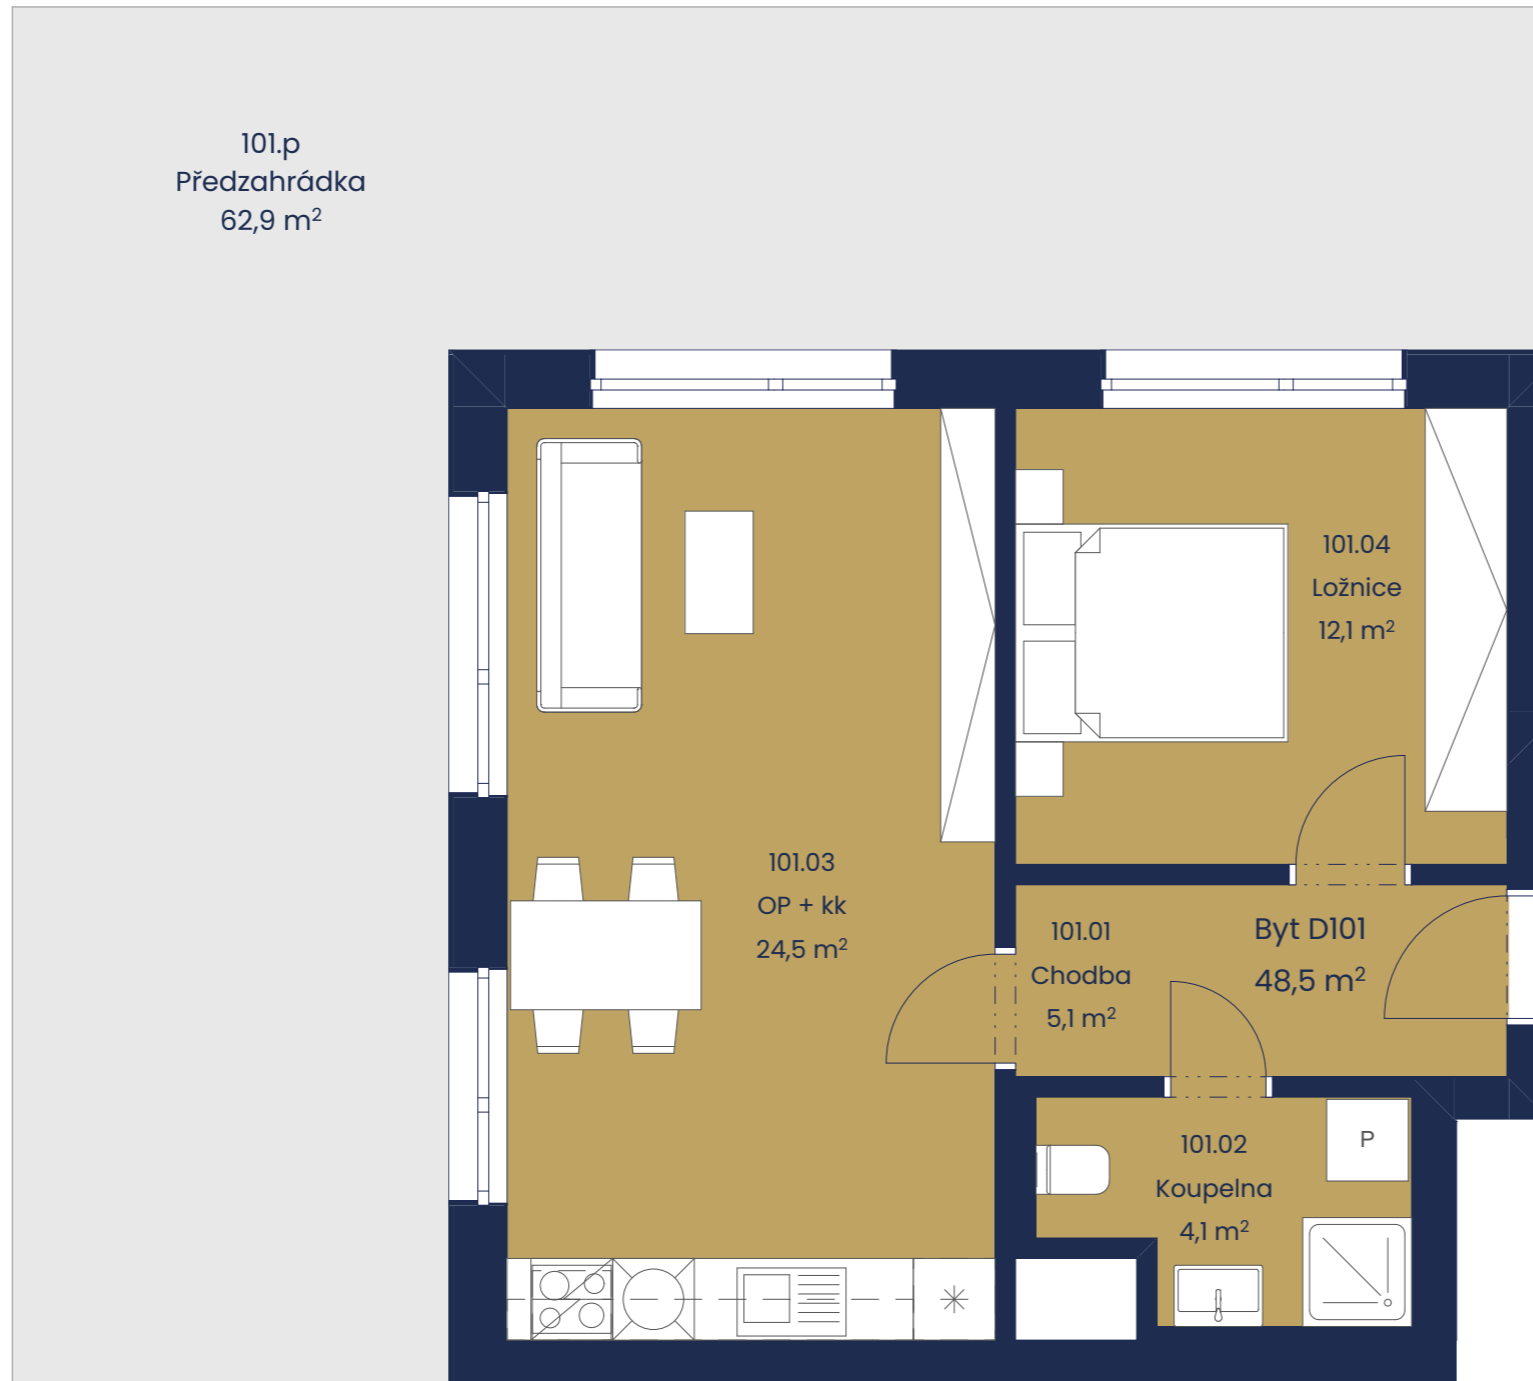 101.p
Předzahrádka
62,9 m²
101.04
Ložnice
12,1 m²
101.03
OP + kk
24,5 m²
101.01
Chodba
5,1 m²
Byt D101
48,5 m²
101.02
Koupelna
4,1 m²
P